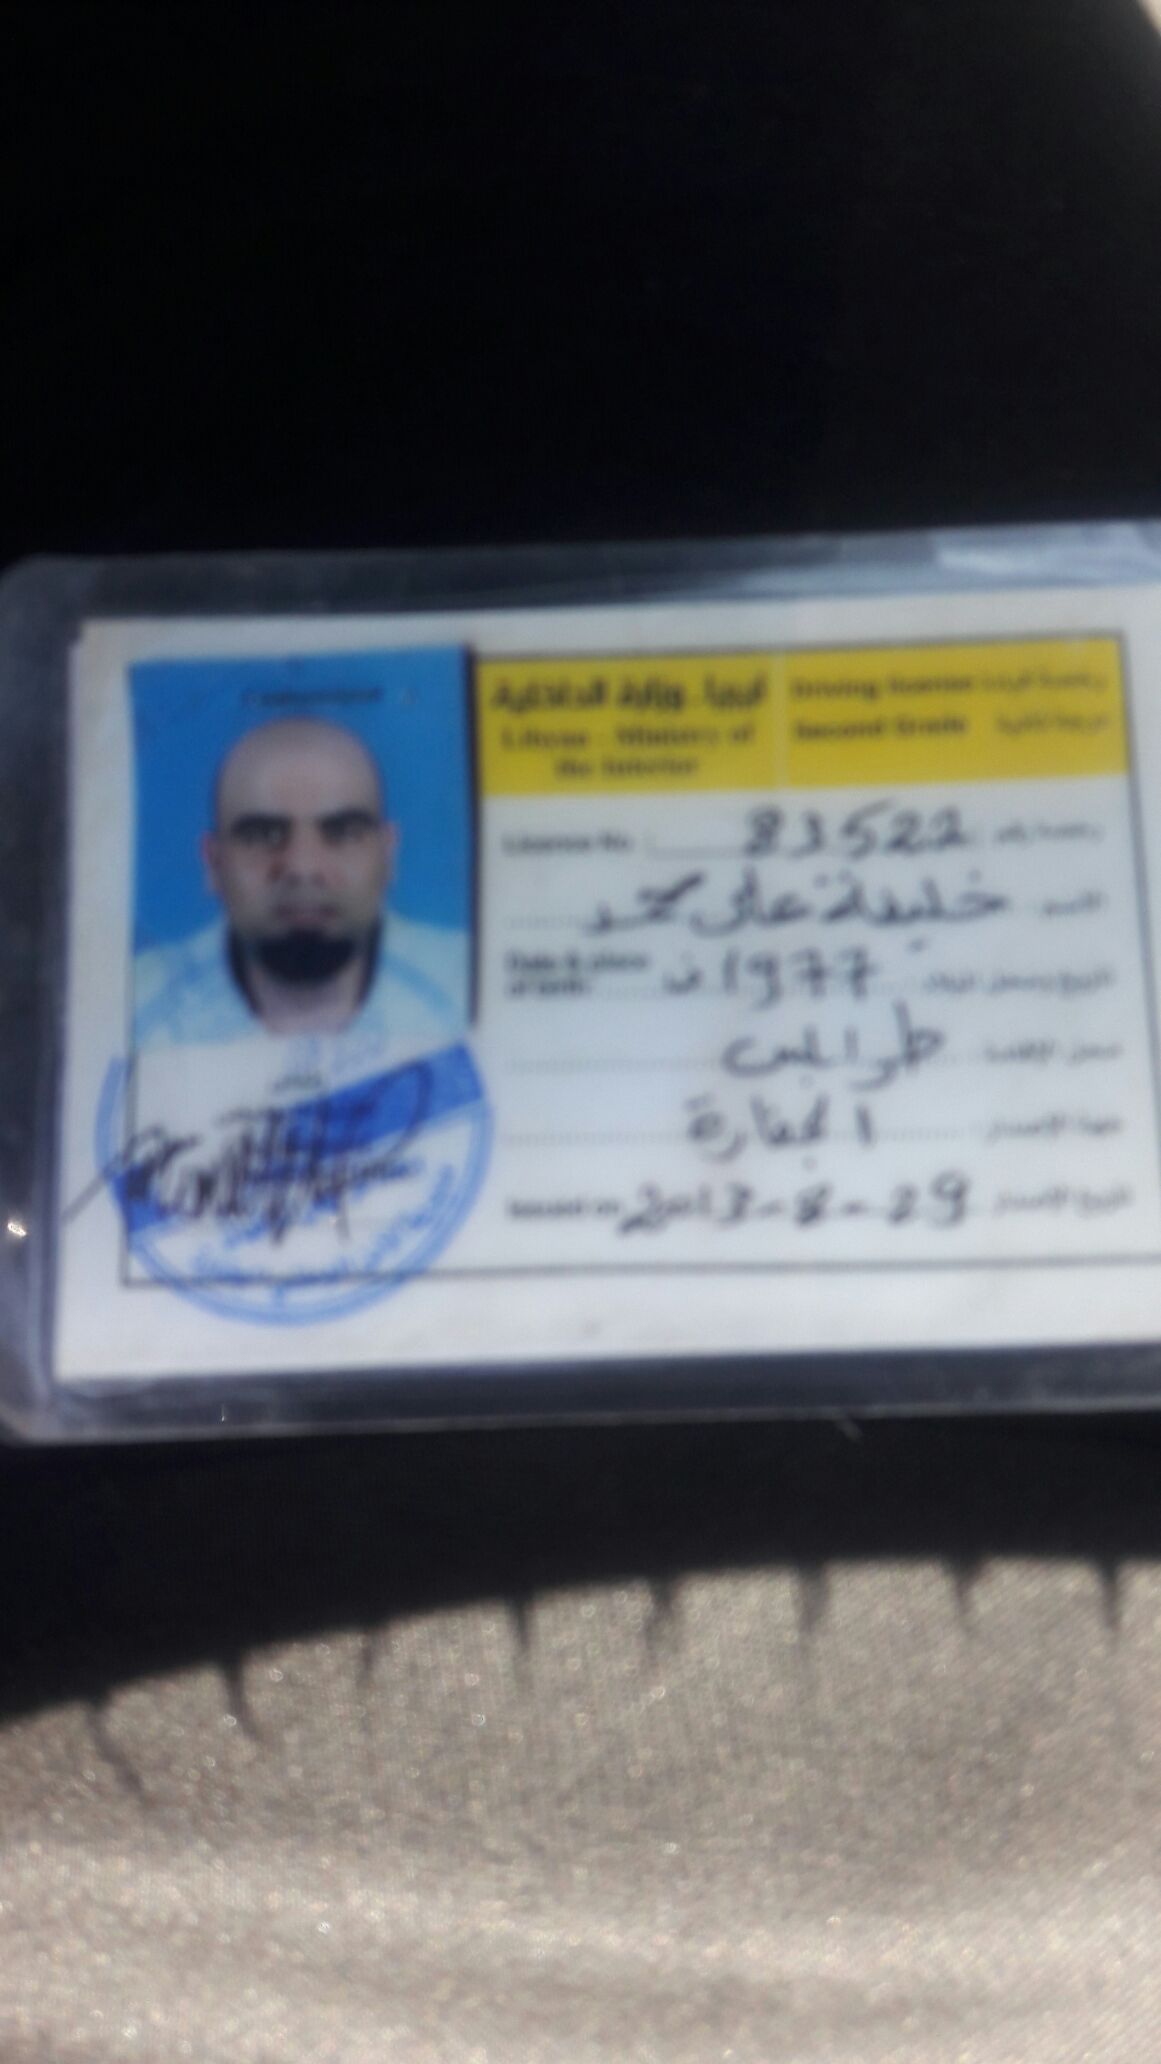 ليبيا - وزارة الداخلية
Libyan - Ministry of
the Interior
Driving license رخصة قيادة
Second Grade درجة ثانية
License No : 83522 رخصة رقم
الاسم خليفة علي محمد
Date & place of birth 1977 ف تاريخ ومحل الميلاد
محل الإقامة طرابلس
جهة الإصدار الجفارة
Issued on 2013-8-29 تاريخ الإصدار